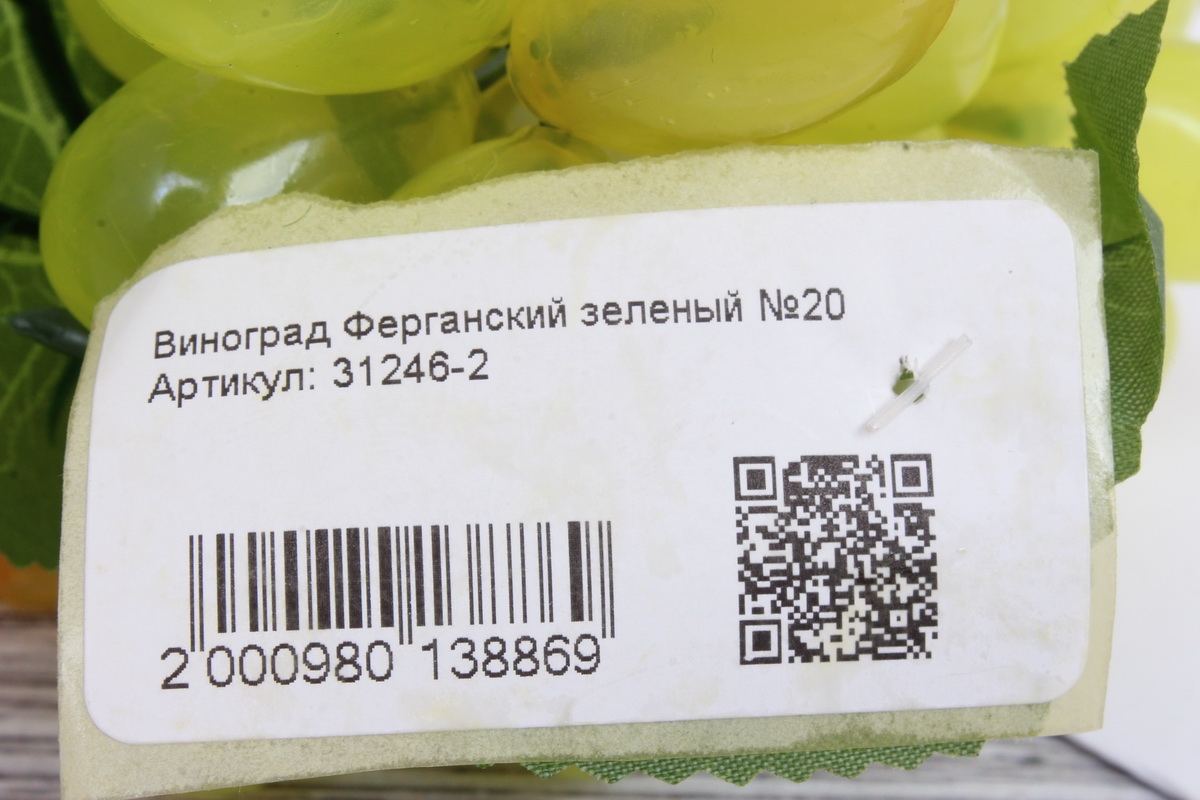 Виноград Ферганский зеленый №20
Артикул: 31246-2
2 000980 138869